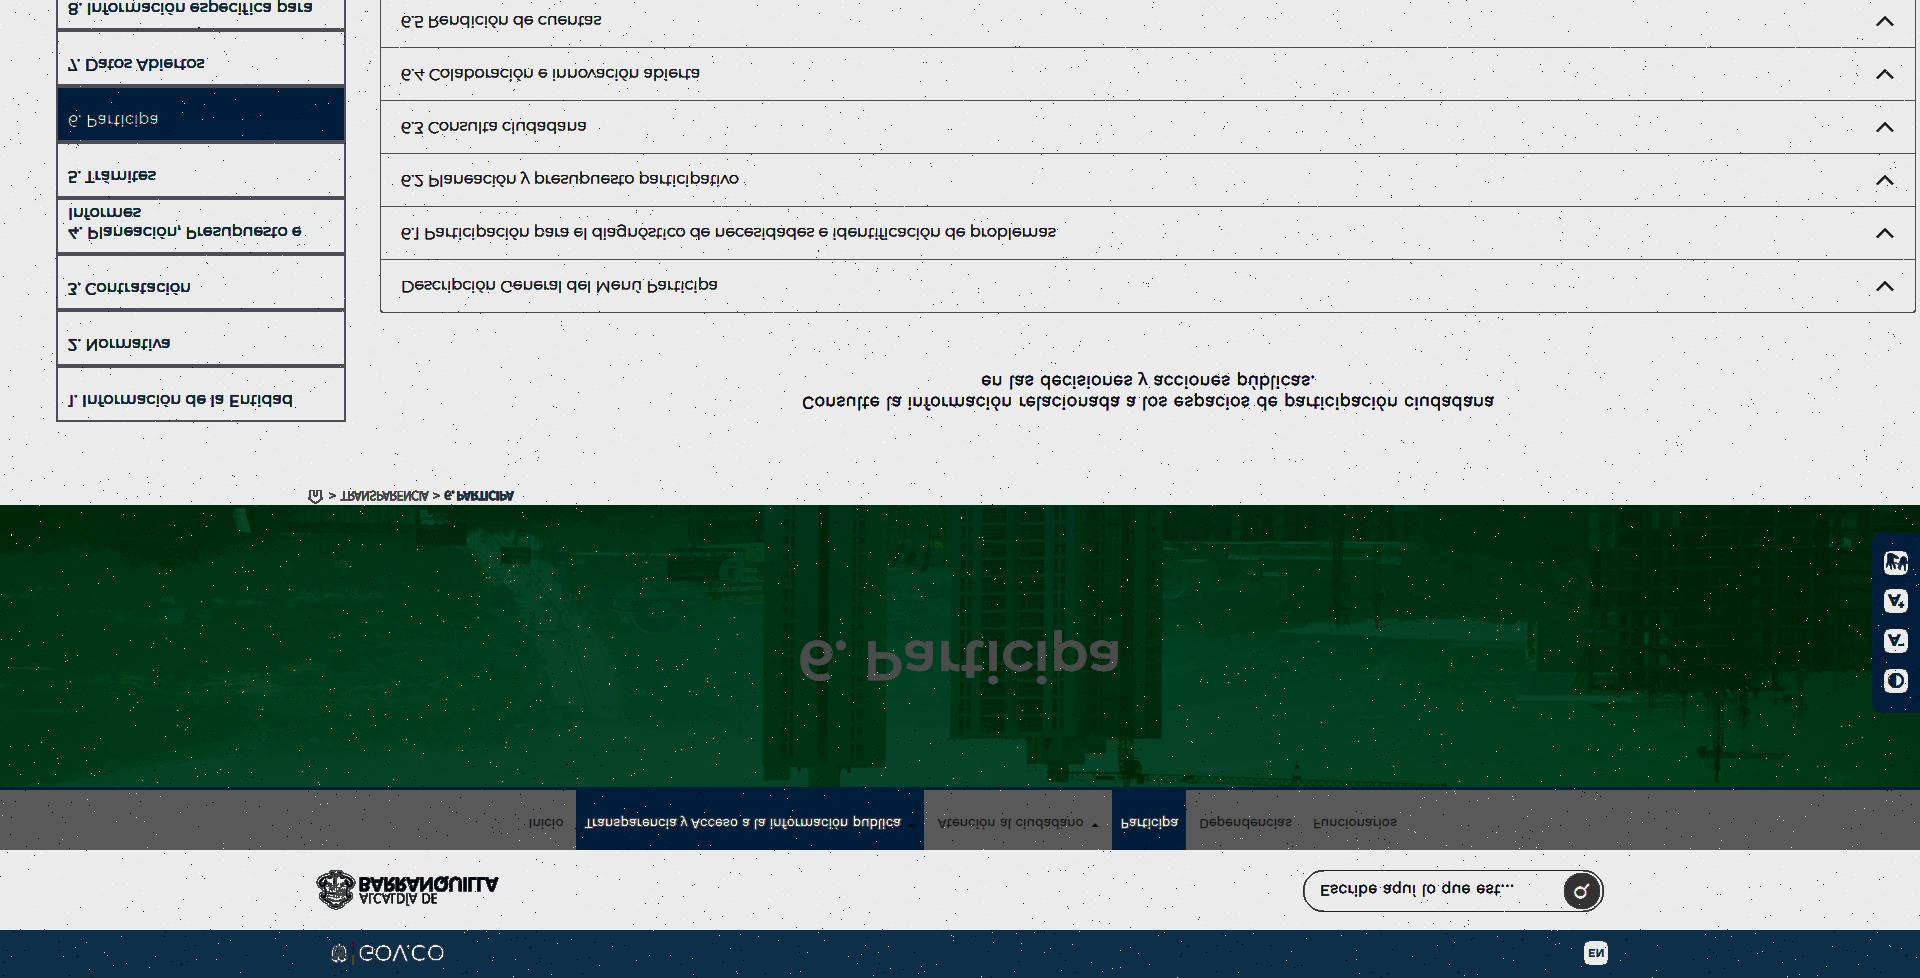 GOV.CO
EN
ALCALDÍA DE
BARRANQUILLA
Escribe aquí lo que est...
Inicio
Transparencia y Acceso a la información publica
Atención al ciudadano
Participa
Dependencias
Funcionarios
6. Participa
A-
A+
> TRANSPARENCIA > 6. PARTICIPA
1. Información de la Entidad
2. Normativa
3. Contratación
4. Planeación, Presupuesto e
Informes
5. Trámites
6. Participa
7. Datos Abiertos
8. Información específica para
Consulte la información relacionada a los espacios de participación ciudadana
en las decisiones y acciones públicas.
Descripción General del Menú Participa
6.1 Participación para el diagnóstico de necesidades e identificación de problemas
6.2 Planeación y presupuesto participativo
6.3 Consulta ciudadana
6.4 Colaboración e innovación abierta
6.5 Rendición de cuentas